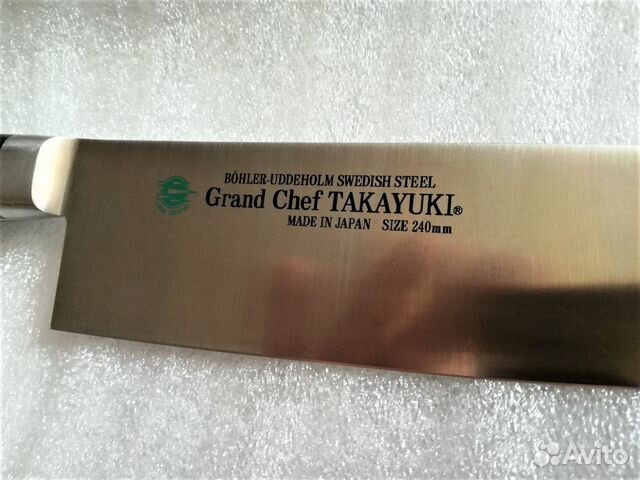 BÖHLER-UDDEHOLM SWEDISH STEEL
Grand Chef TAKAYUKI®
MADE IN JAPAN SIZE 240mm
Avito